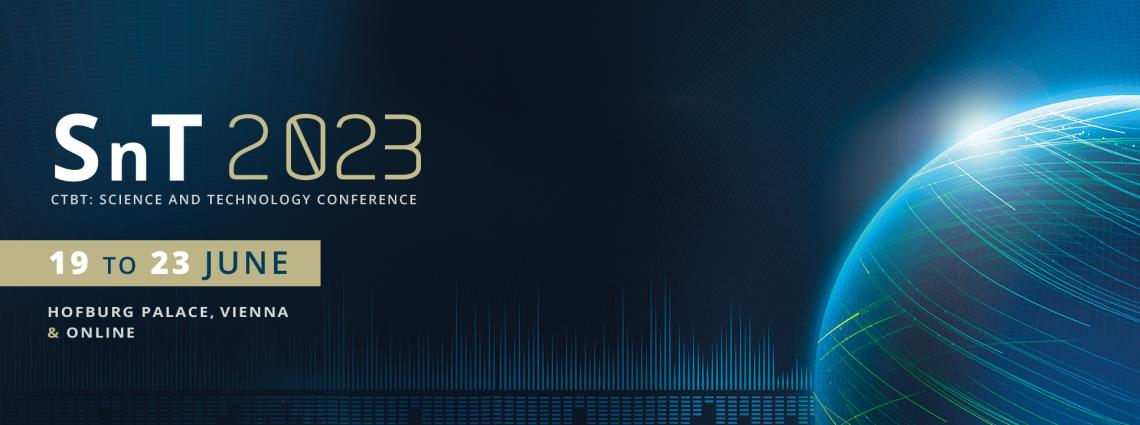 SnT 2023
CTBT: SCIENCE AND TECHNOLOGY CONFERENCE
19 TO 23 JUNE
HOFBURG PALACE, VIENNA
& ONLINE